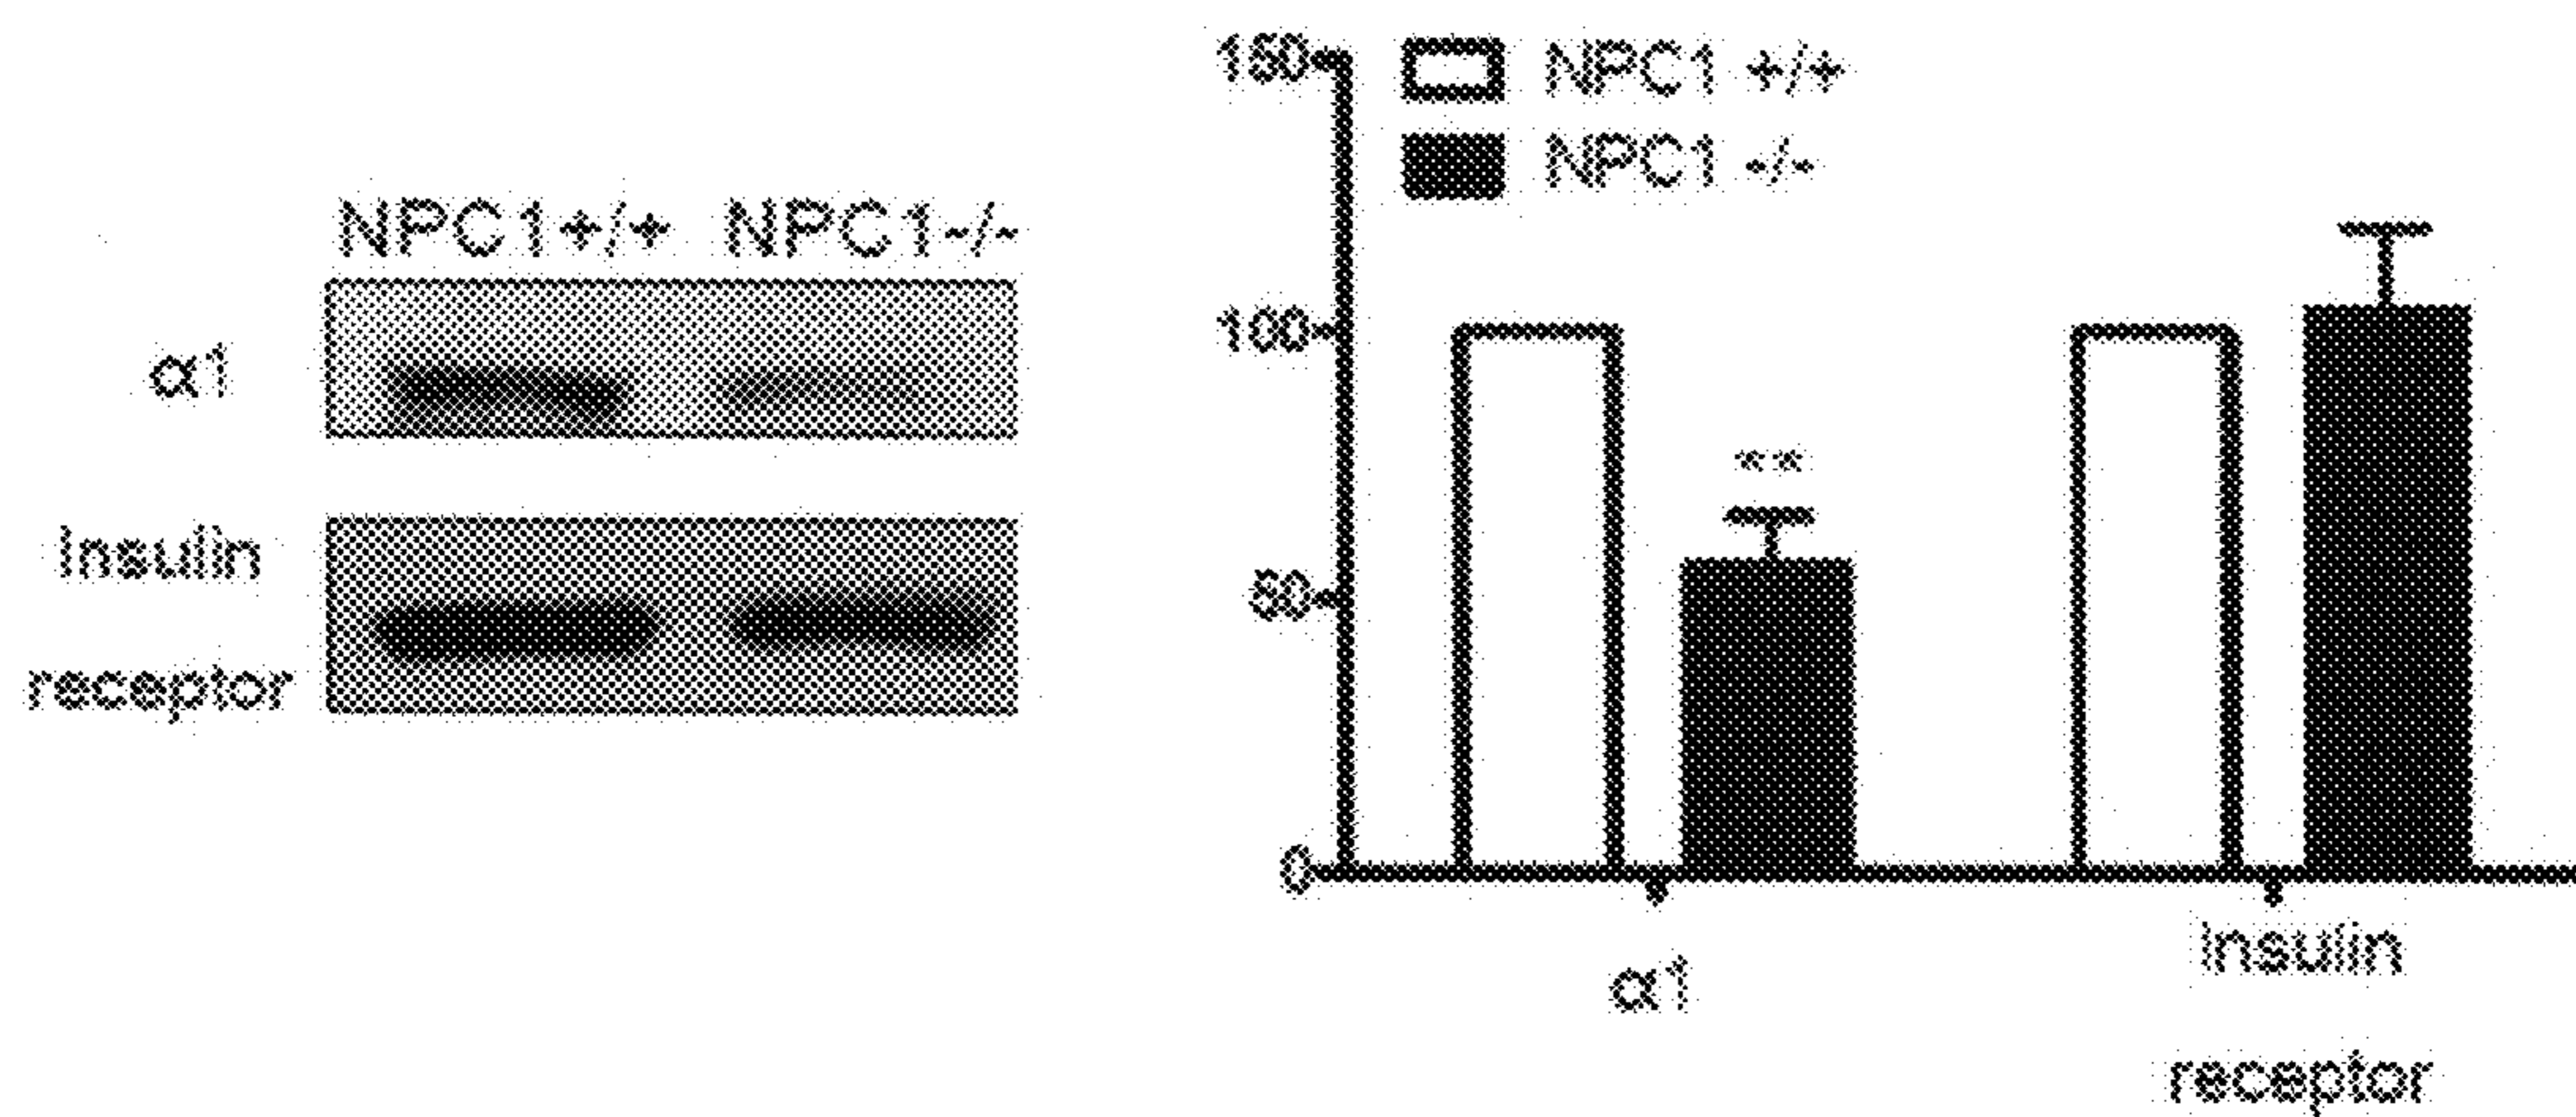 NPC1+/+ NPC1-/-
α1
Insulin
receptor
150
100
50
0
NPC1 +/+
NPC1 -/-
**
α1
Insulin
receptor